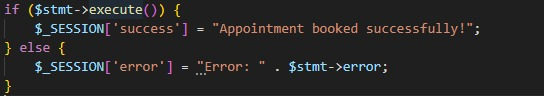 if ($stmt->execute()) {
    $_SESSION['success'] = "Appointment booked successfully!";
} else {
    $_SESSION['error'] = "Error: " . $stmt->error;
}